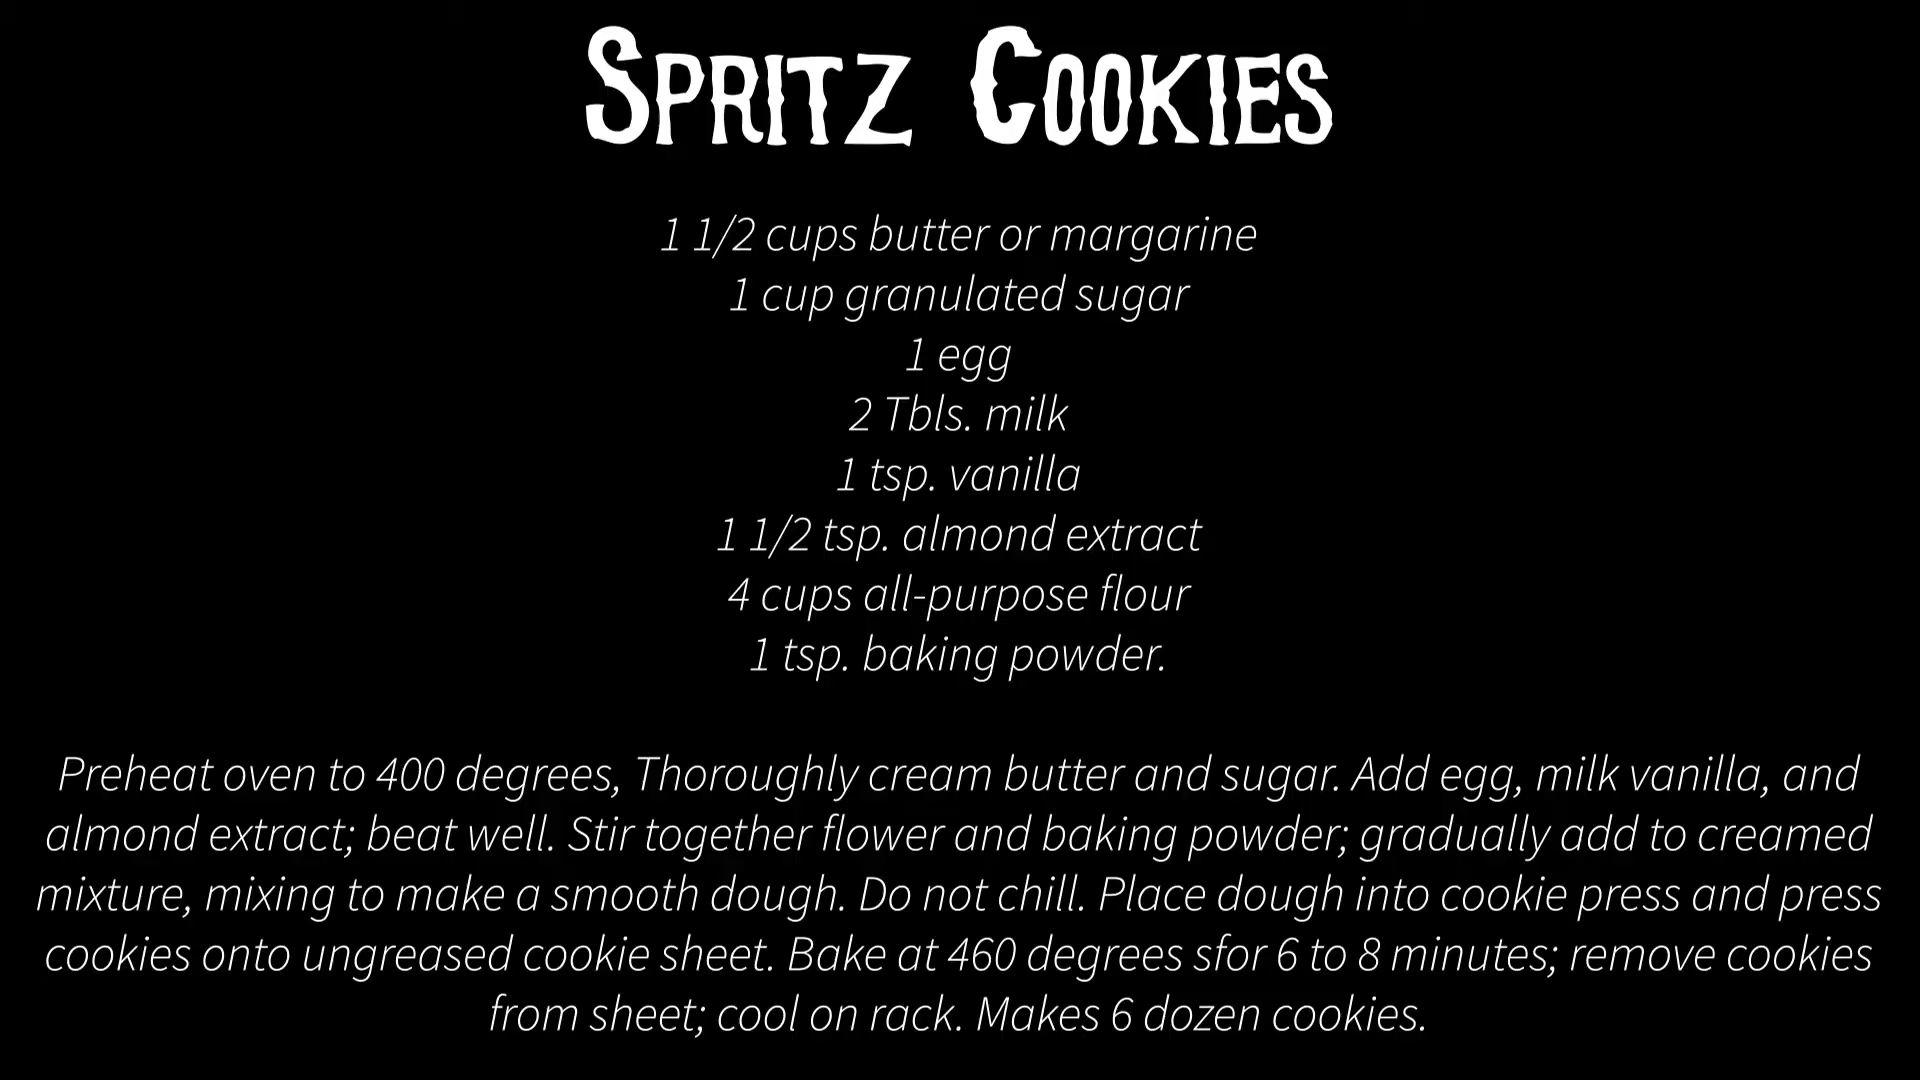 Spritz Cookies
1 1/2 cups butter or margarine
1 cup granulated sugar
1 egg
2 Tbls. milk
1 tsp. vanilla
1 1/2 tsp. almond extract
4 cups all-purpose flour
1 tsp. baking powder.
Preheat oven to 400 degrees, Thoroughly cream butter and sugar. Add egg, milk vanilla, and
almond extract; beat well. Stir together flower and baking powder; gradually add to creamed
mixture, mixing to make a smooth dough. Do not chill. Place dough into cookie press and press
cookies onto ungreased cookie sheet. Bake at 460 degrees sfor 6 to 8 minutes; remove cookies
from sheet; cool on rack. Makes 6 dozen cookies.